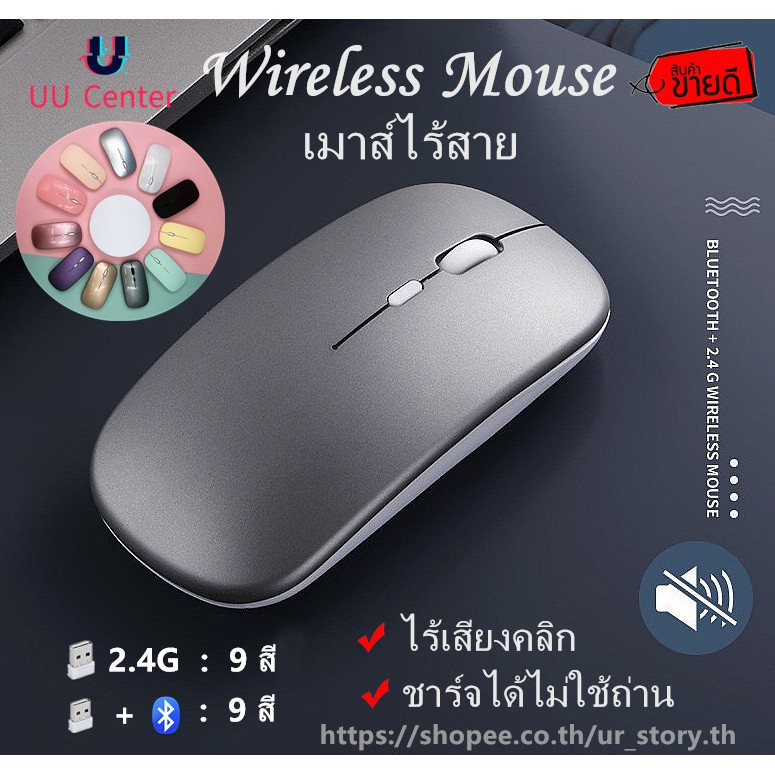 UU Center
Wireless Mouse
สินค้า
ขายดี
เมาส์ไร้สาย
BLUETOOTH + 2.4 G WIRELESS MOUSE
2.4G : 9 สี
+ : 9 สี
ไร้เสียงคลิก
ชาร์จได้ไม่ใช้ถ่าน
https://shopee.co.th/ur_story.th